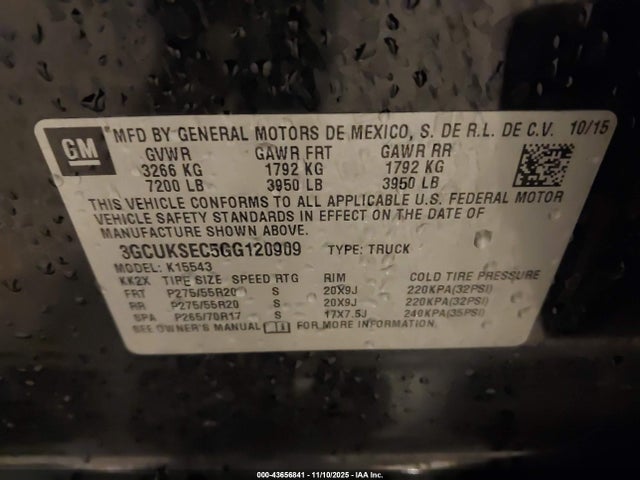 GM
MFD BY GENERAL MOTORS DE MEXICO, S. DE R.L. DE C.V. 10/15
GVWR GAWR FRT GAWR RR
3266 KG 1792 KG 1792 KG
7200 LB 3950 LB 3950 LB
THIS VEHICLE CONFORMS TO ALL APPLICABLE U.S. FEDERAL MOTOR
VEHICLE SAFETY STANDARDS IN EFFECT ON THE DATE OF
MANUFACTURE SHOWN ABOVE.
3GCUKSEC5GG120909 TYPE: TRUCK
MODEL: K15543
KK2X TIRE SIZE SPEED RTG RIM COLD TIRE PRESSURE
FRT P275/55R20 S 20X9J 220KPA(32PSI)
RR P275/55R20 S 20X9J 220KPA(32PSI)
SPA P265/70R17 S 17X7.5J 240KPA(35PSI)
SEE OWNER'S MANUAL FOR MORE INFORMATION.
000-43656841 - 11/10/2025 - IAA Inc.